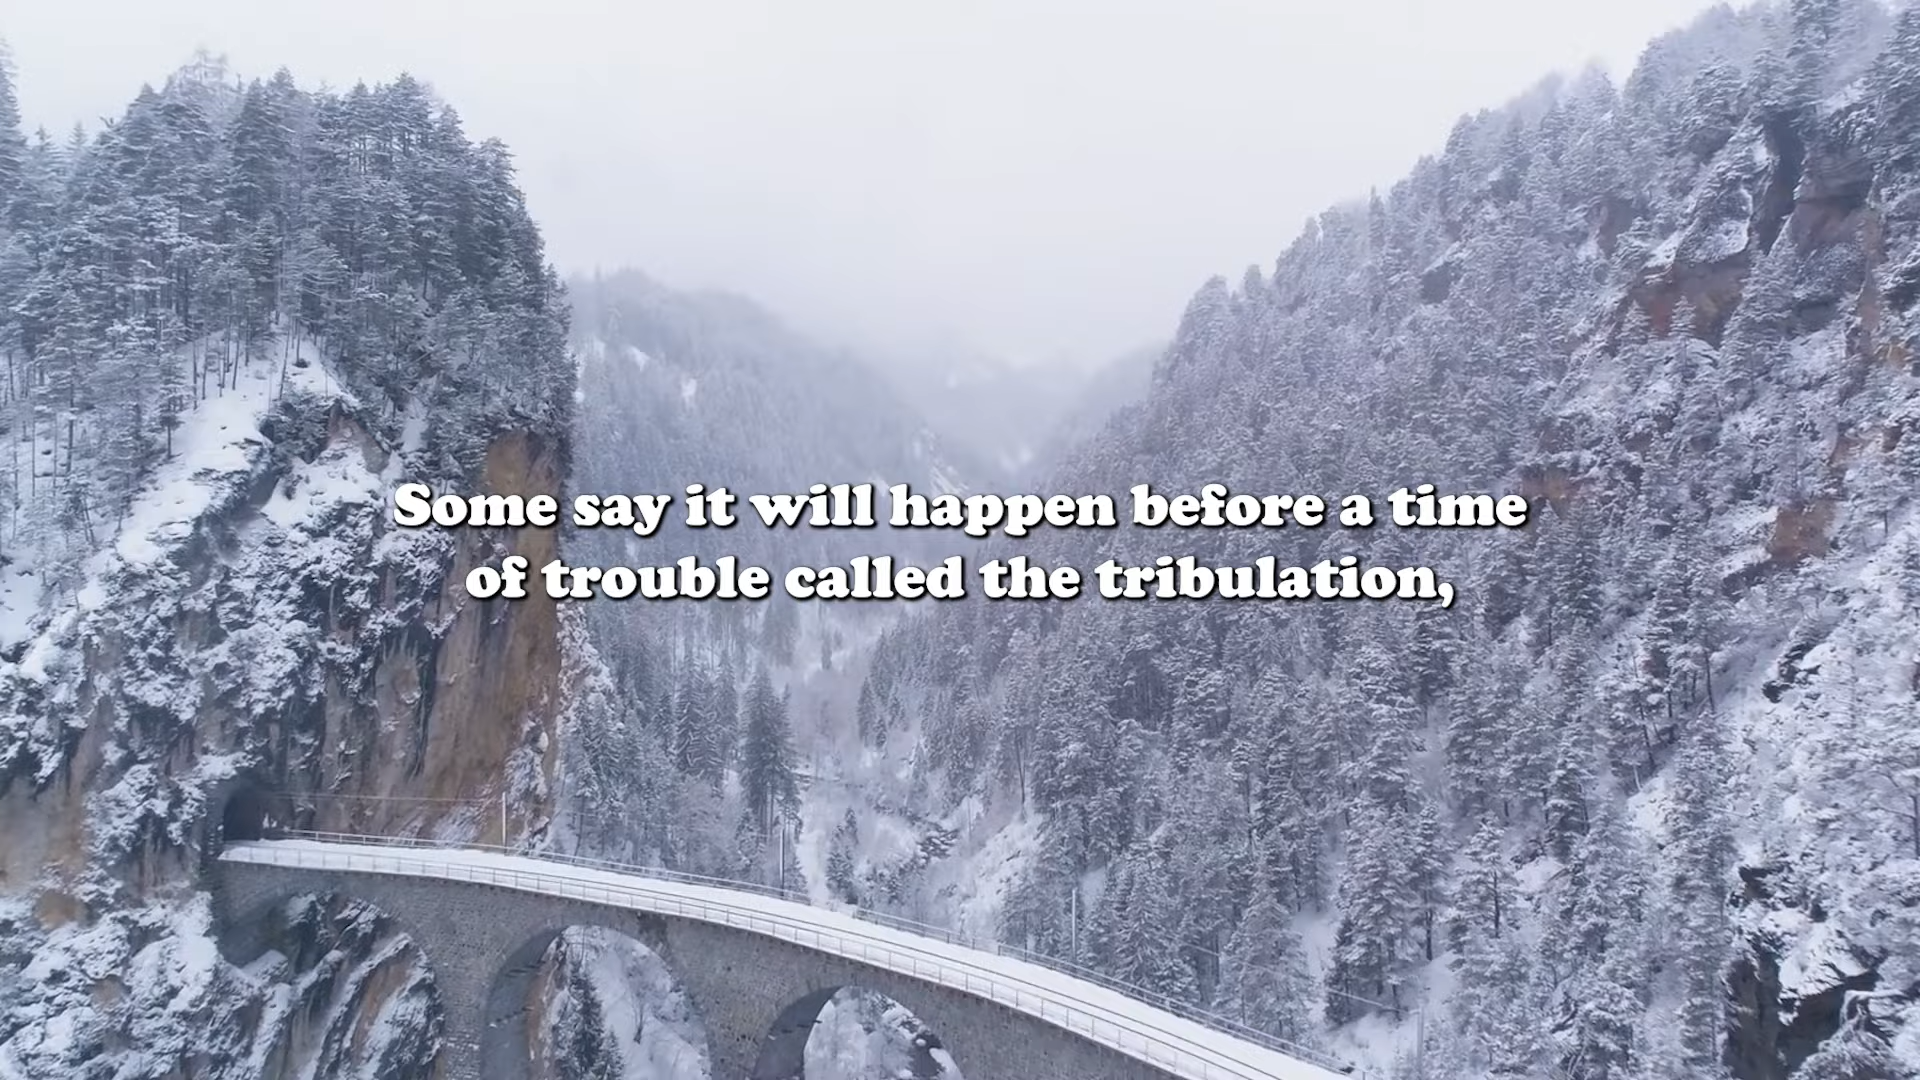 Some say it will happen before a time
of trouble called the tribulation,